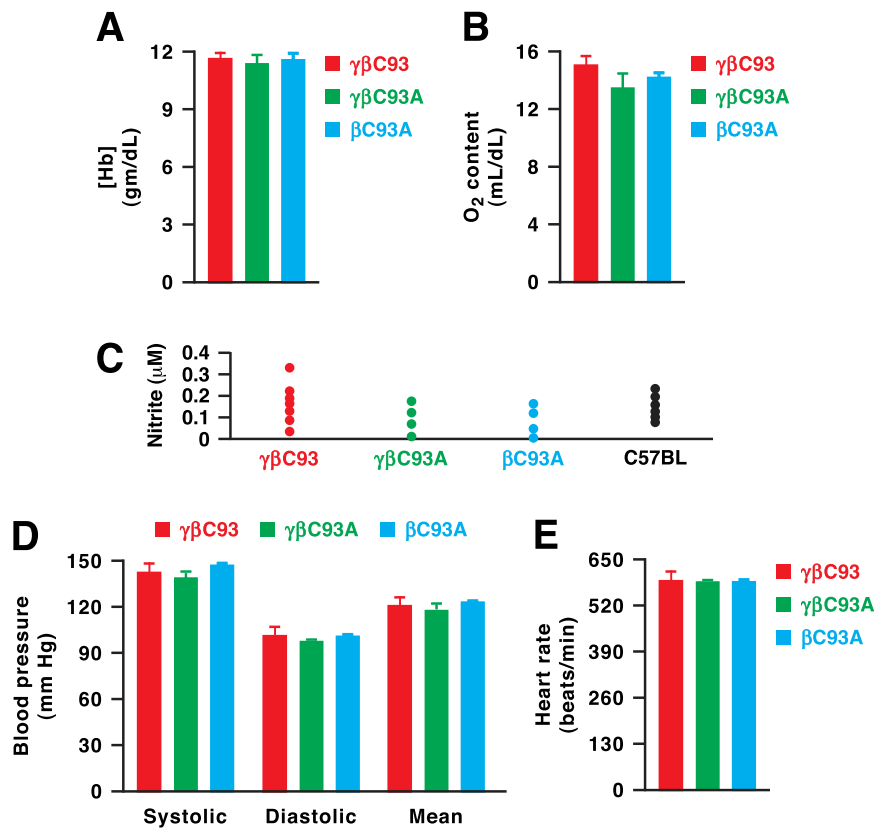 A
12
9
6
3
0
[Hb]
(gm/dL)
γβC93
γβC93A
βC93A
B
16
12
8
4
0
O2 content
(mL/dL)
γβC93
γβC93A
βC93A
C
0.4
0.3
0.2
0.1
0
Nitrite (μM)
γβC93
γβC93A
βC93A
C57BL
D
γβC93
γβC93A
βC93A
150
120
90
60
30
0
Blood pressure
(mm Hg)
Systolic
Diastolic
Mean
E
650
520
390
260
130
0
Heart rate
(beats/min)
γβC93
γβC93A
βC93A